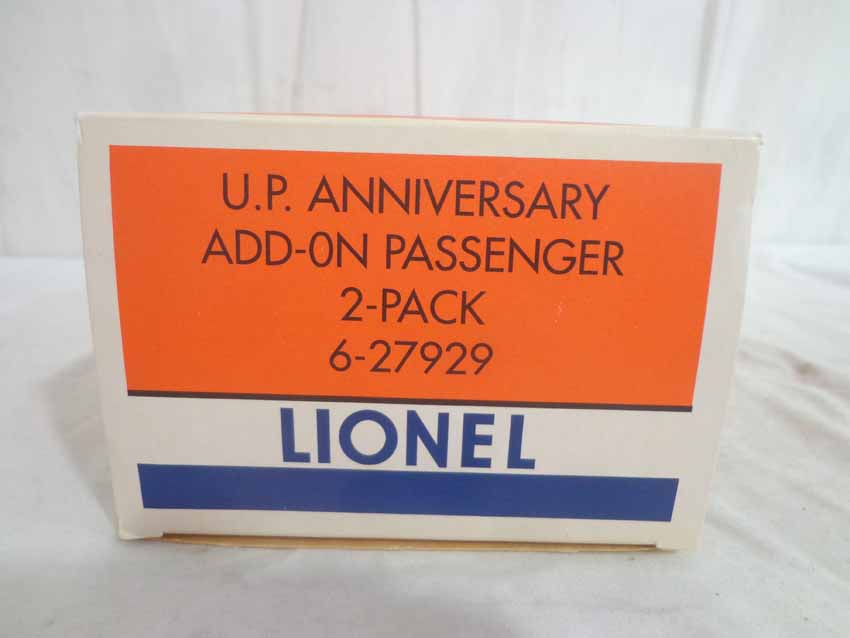 U.P. ANNIVERSARY
ADD-0N PASSENGER
2-PACK
6-27929
LIONEL